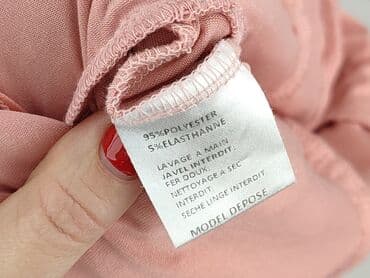 95%POLYESTER
5%ELASTHANNE
LAVAGE A MAIN
JAVEL INTERDIT.
FER DOUX.
NETTOYAGE A SEC
INTERDIT.
SECHE LINGE INTERDIT.
MODEL DEPOSE